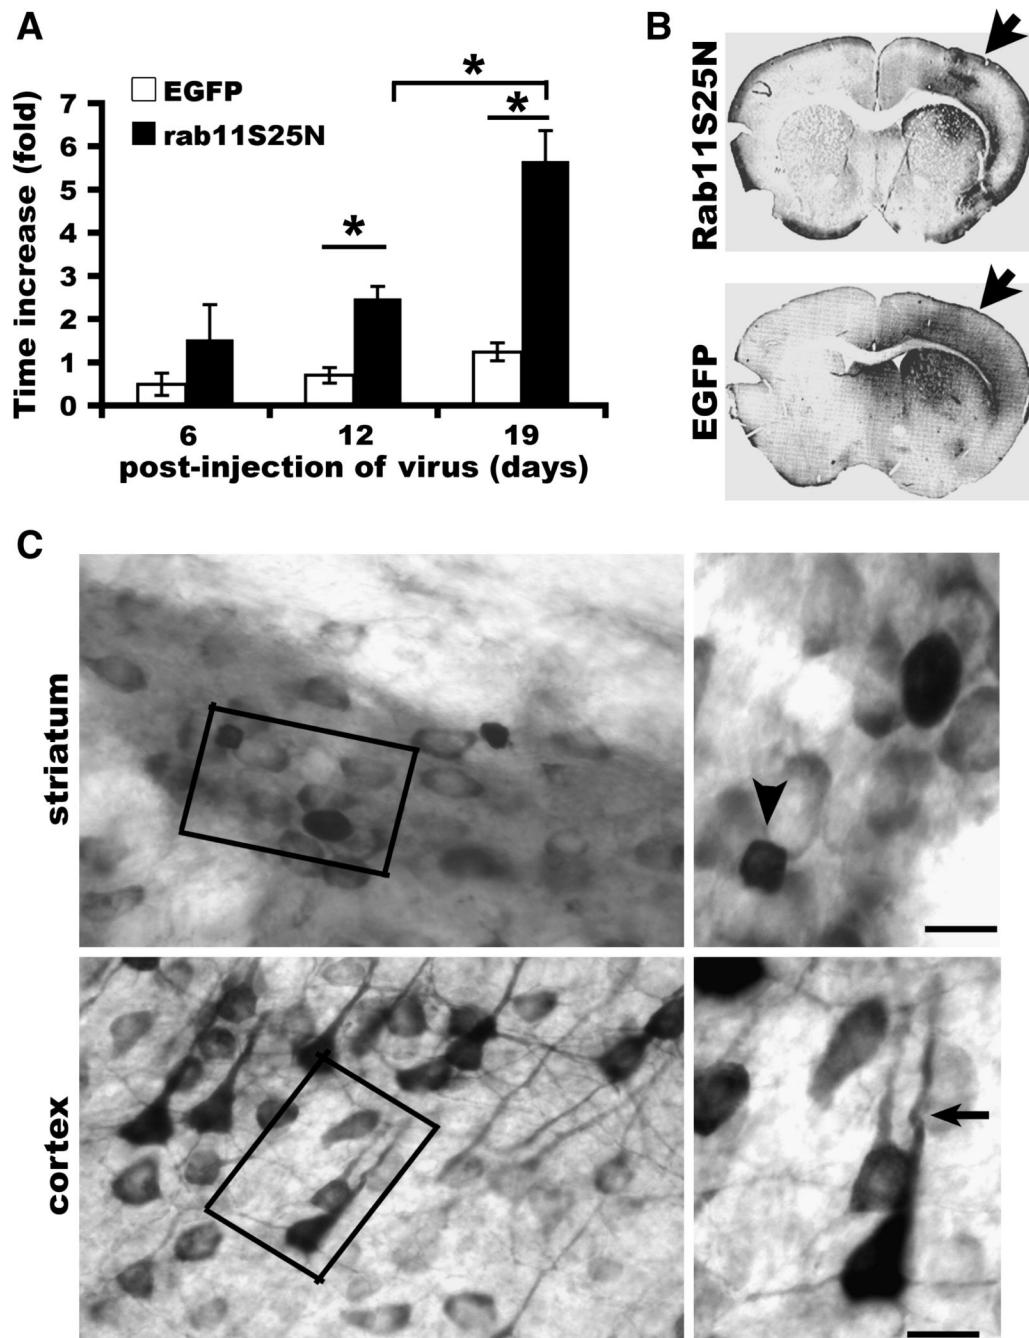 A
EGFP
rab11S25N
*
*
*
Time increase (fold)
7
6
5
4
3
2
1
0
6 12 19
post-injection of virus (days)
B
Rab11S25N
EGFP
C
striatum
cortex